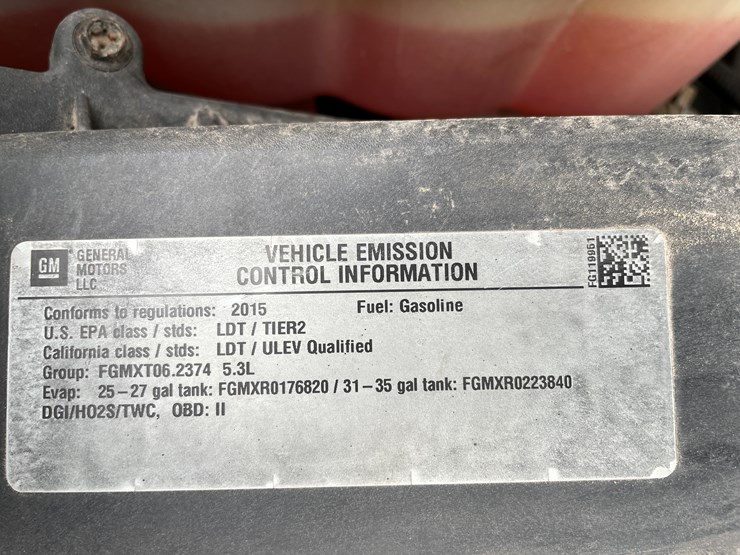 GM
GENERAL
MOTORS
LLC
VEHICLE EMISSION
CONTROL INFORMATION
FG119951
Conforms to regulations: 2015 Fuel: Gasoline
U.S. EPA class / stds: LDT / TIER2
California class / stds: LDT / ULEV Qualified
Group: FGMXT06.2374 5.3L
Evap: 25–27 gal tank: FGMXR0176820 / 31–35 gal tank: FGMXR0223840
DGI/HO2S/TWC, OBD: II